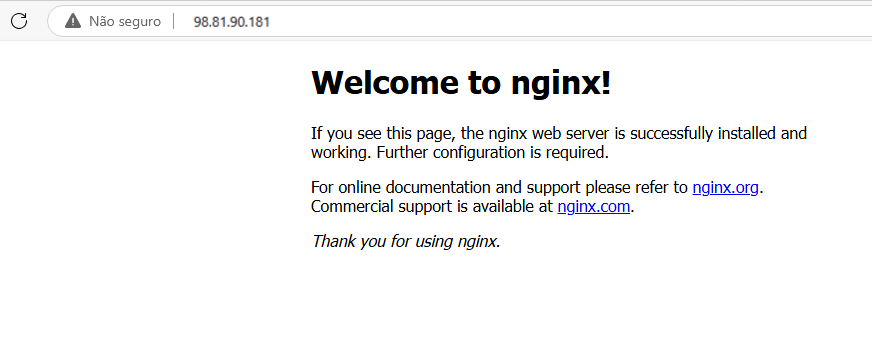 Não seguro 98.81.90.181
Welcome to nginx!
If you see this page, the nginx web server is successfully installed and
working. Further configuration is required.
For online documentation and support please refer to nginx.org.
Commercial support is available at nginx.com.
Thank you for using nginx.